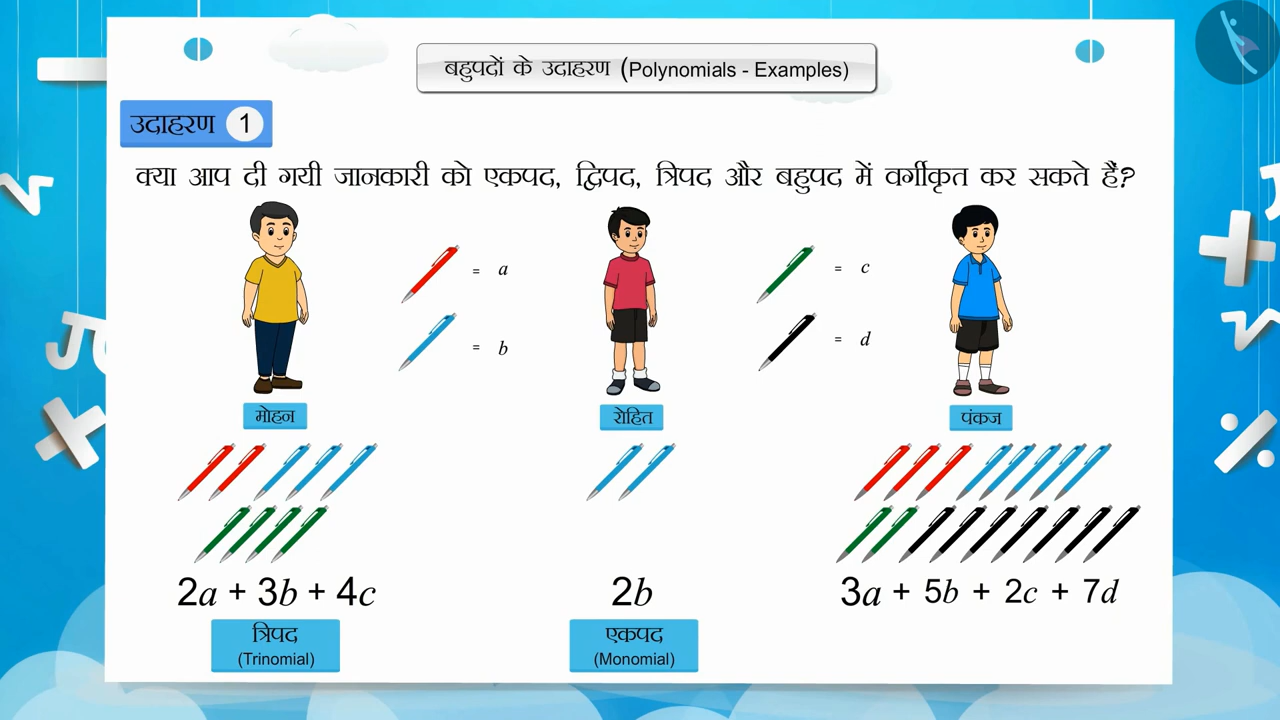 बहुपदों के उदाहरण (Polynomials - Examples)
उदाहरण 1
क्या आप दी गयी जानकारी को एकपद, द्विपद, त्रिपद और बहुपद में वर्गीकृत कर सकते हैं?
= a
= b
= c
= d
मोहन
रोहित
पंकज
2a + 3b + 4c
2b
3a + 5b + 2c + 7d
त्रिपद
(Trinomial)
एकपद
(Monomial)